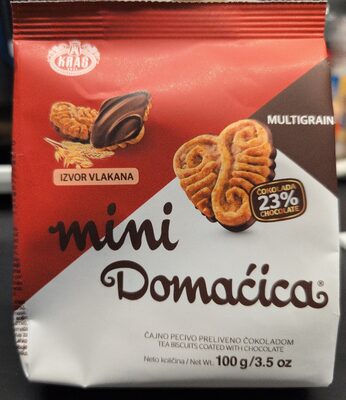 KRAŠ
MULTIGRAIN
IZVOR VLAKANA
ČOKOLADA
23%
CHOCOLATE
mini
Domaćica®
ČAJNO PECIVO PRELIVENO ČOKOLADOM
TEA BISCUITS COATED WITH CHOCOLATE
Neto količina / Net Wt. 100 g/3.5 oz